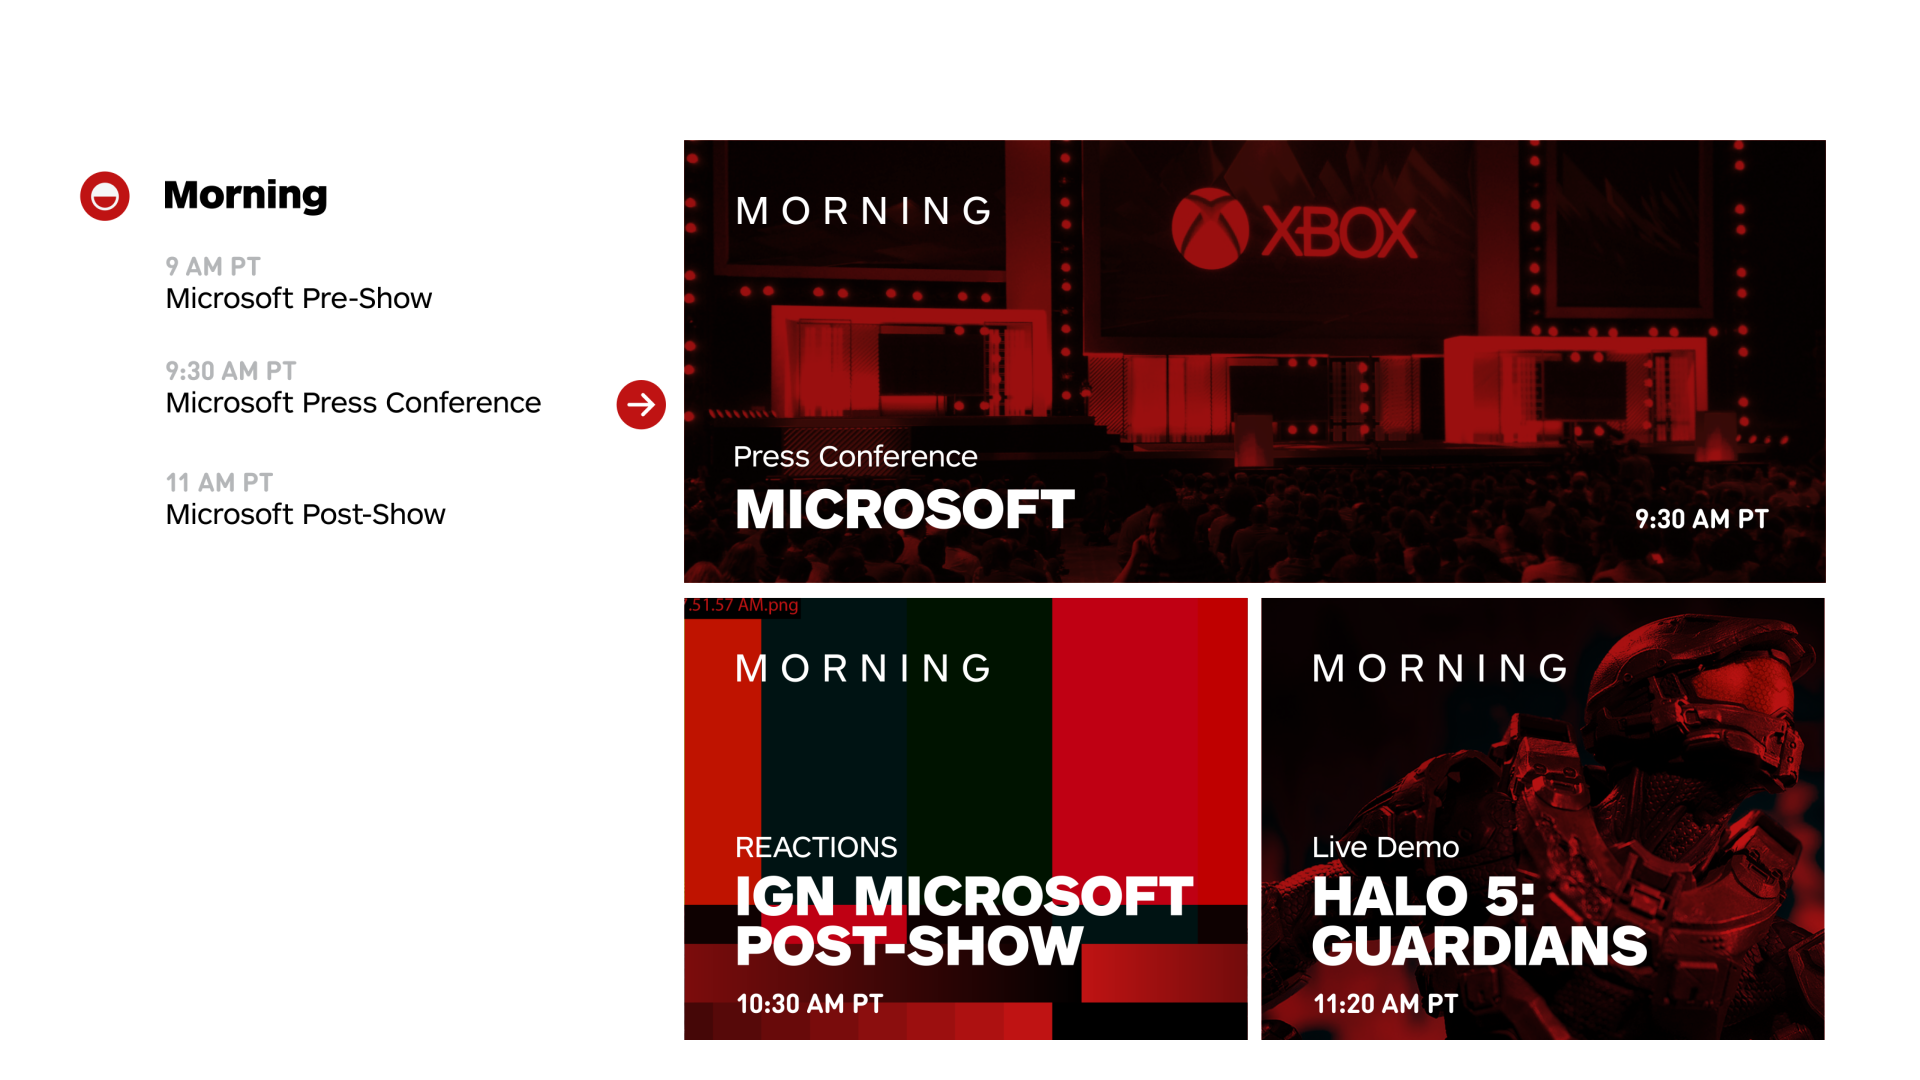 Morning
9 AM PT
Microsoft Pre-Show
9:30 AM PT
Microsoft Press Conference
11 AM PT
Microsoft Post-Show
MORNING
XBOX
Press Conference
MICROSOFT
9:30 AM PT
.51.57 AM.png
MORNING
REACTIONS
IGN MICROSOFT
POST-SHOW
10:30 AM PT
MORNING
Live Demo
HALO 5:
GUARDIANS
11:20 AM PT